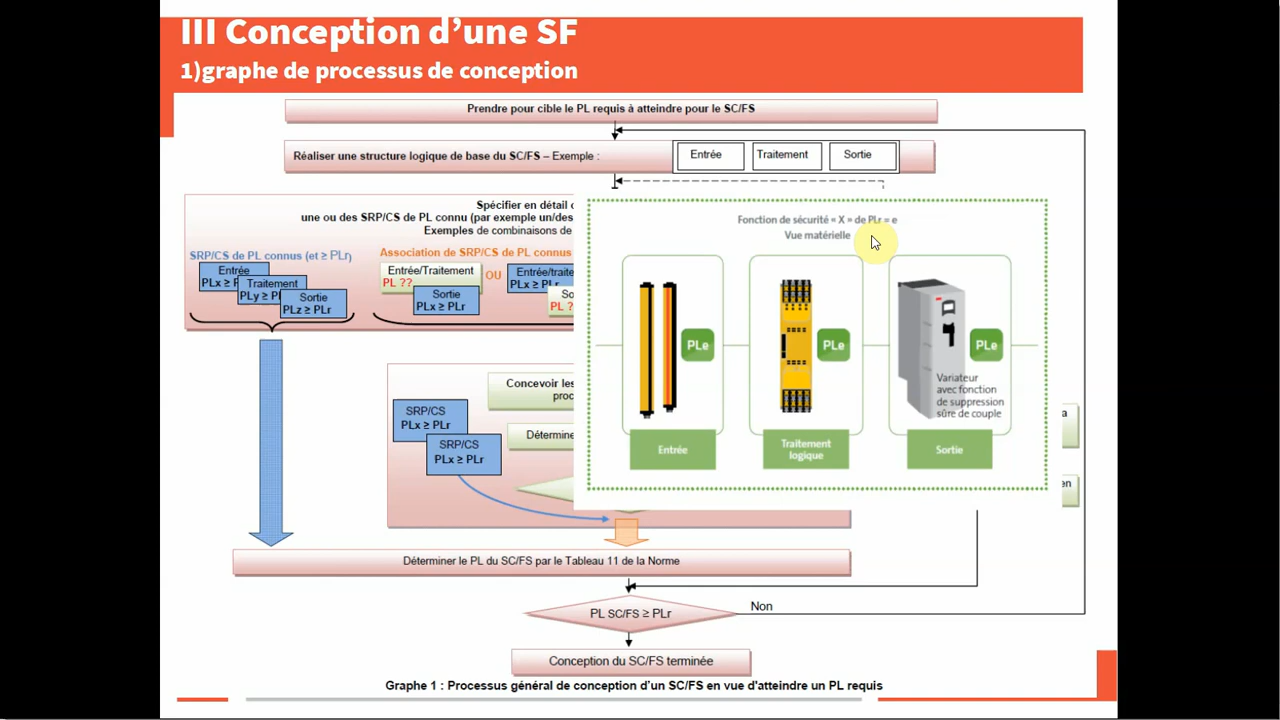 III Conception d'une SF
1)graphe de processus de conception
Prendre pour cible le PL requis à atteindre pour le SC/FS
Réaliser une structure logique de base du SC/FS – Exemple :
Entrée
Traitement
Sortie
Spécifier en détail
une ou des SRP/CS de PL connu (par exemple un/des
Exemples de combinaisons de
SRP/CS de PL connus (et ≥ PLr)
Entrée
PLx ≥
Traitement
PLy ≥
Sortie
PLz ≥ PLr
Association de SRP/CS de PL connus
Entrée/Traitement
PL ??
Sortie
PLx ≥ PLr
OU
PLx ≥ PLr
PL ?
Concevoir les
Détermine
SRP/CS
PLx ≥ PLr
SRP/CS
PLx ≥ PLr
Fonction de sécurité « X » de PLr = e
Vue matérielle
PLe
PLe
PLe
Variateur
avec fonction
de suppression
sûre de couple
Entrée
Traitement
logique
Sortie
a
en
Déterminer le PL du SC/FS par le Tableau 11 de la Norme
PL SC/FS ≥ PLr
Non
Conception du SC/FS terminée
Graphe 1 : Processus général de conception d'un SC/FS en vue d'atteindre un PL requis